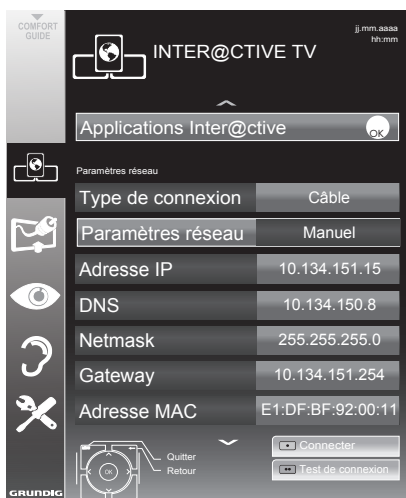 COMFORT
GUIDE
INTER@CTIVE TV
jj.mm.aaaa
hh:mm
Applications Inter@ctive
OK
Paramètres réseau
Type de connexion Câble
Paramètres réseau Manuel
Adresse IP 10.134.151.15
DNS 10.134.150.8
Netmask 255.255.255.0
Gateway 10.134.151.254
Adresse MAC E1:DF:BF:92:00:11
OK
Quitter
Retour
Connecter
Test de connexion
GRUNDIG